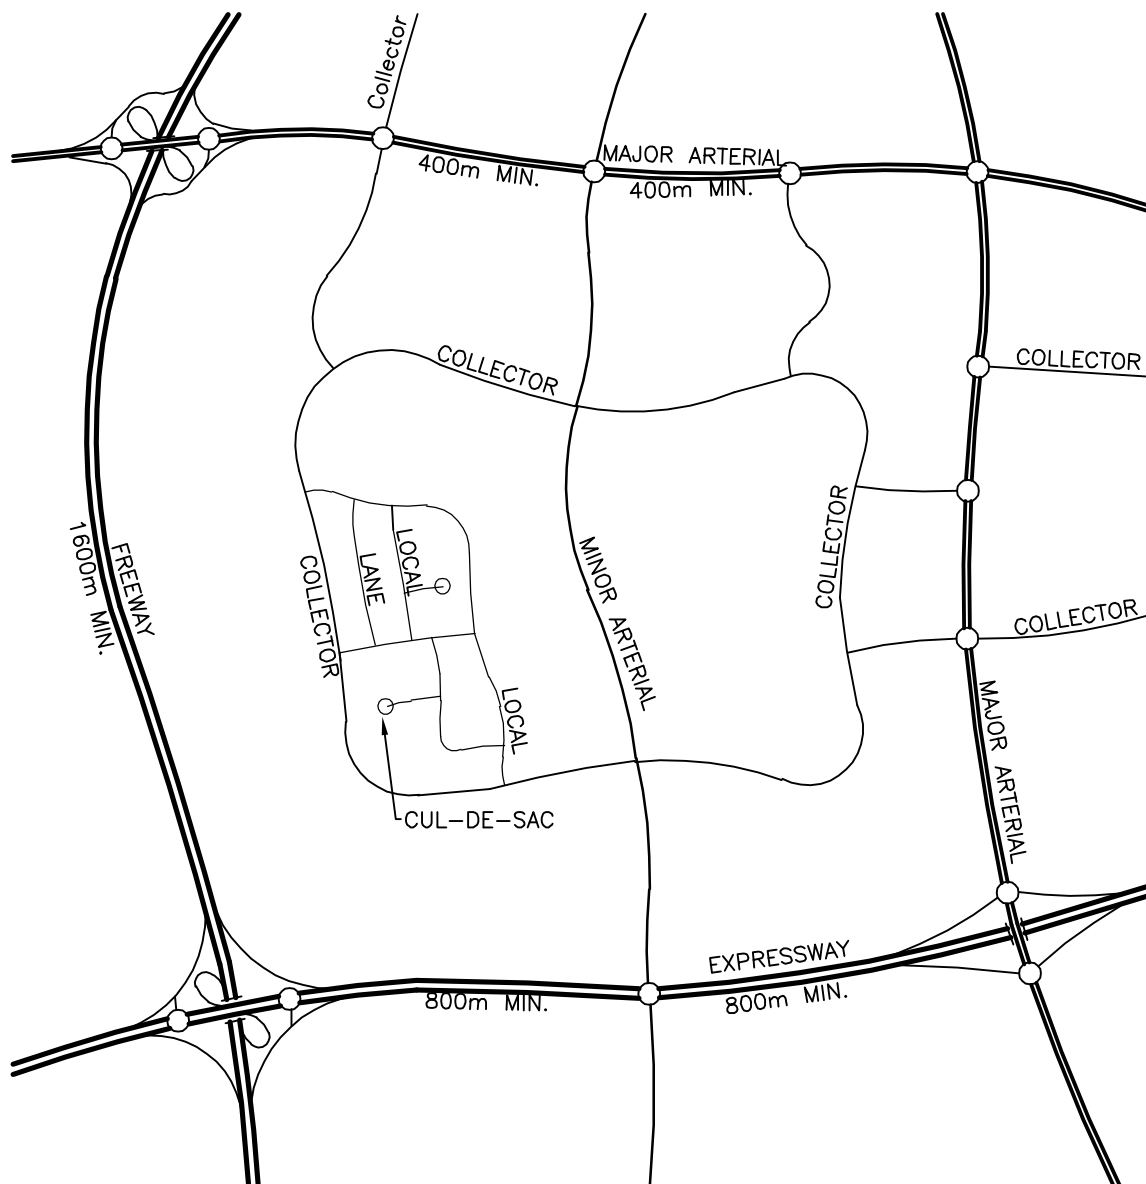 Collector
MAJOR ARTERIAL
400m MIN.
400m MIN.
COLLECTOR
COLLECTOR
COLLECTOR
LOCAL
LANE
FREEWAY
1600m MIN.
COLLECTOR
MINOR ARTERIAL
COLLECTOR
LOCAL
MAJOR ARTERIAL
CUL-DE-SAC
EXPRESSWAY
800m MIN.
800m MIN.